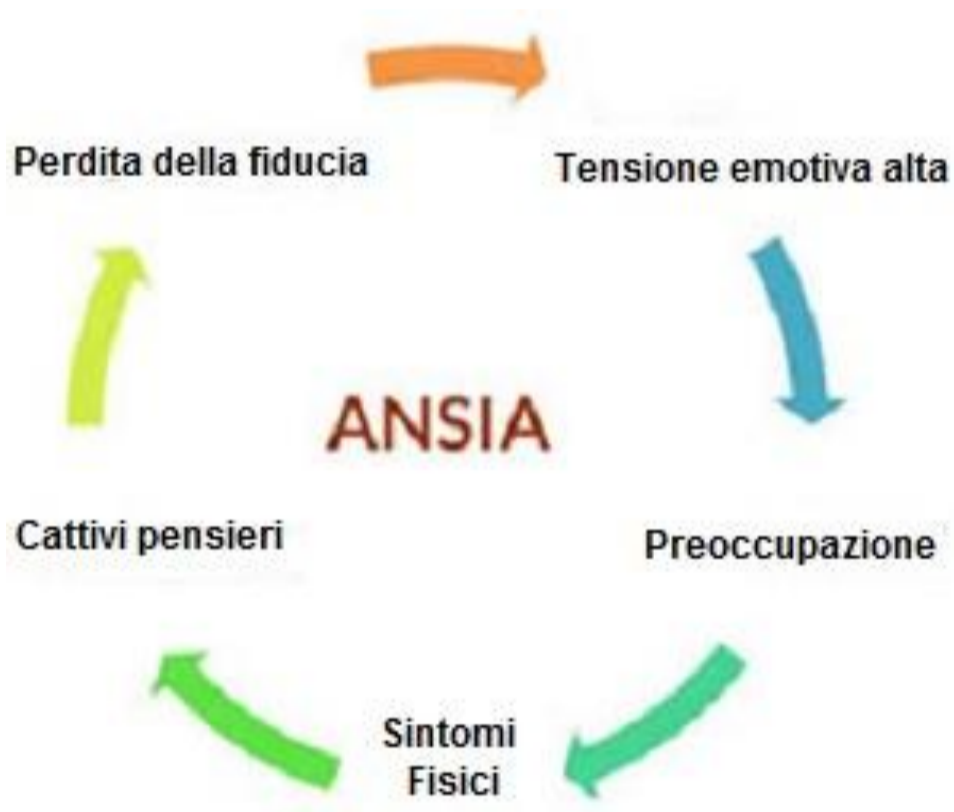 Perdita della fiducia
Tensione emotiva alta
ANSIA
Cattivi pensieri
Preoccupazione
Sintomi
Fisici